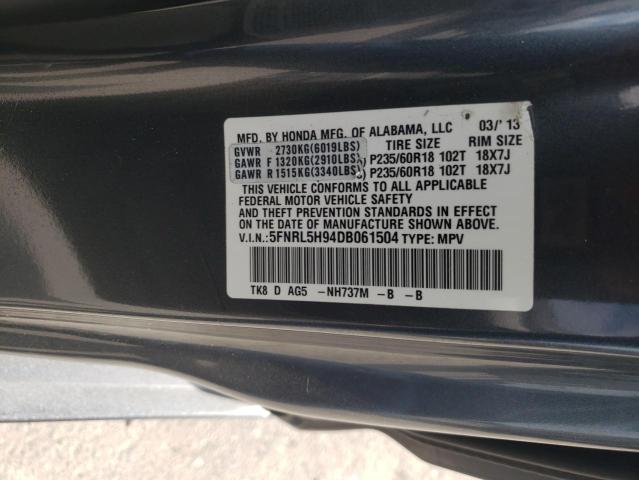 MFD. BY HONDA MFG. OF ALABAMA, LLC 03/'13
TIRE SIZE RIM SIZE
GVWR 2730KG(6019LBS)
GAWR F 1320KG(2910LBS) P235/60R18 102T 18X7J
GAWR R 1515KG(3340LBS) P235/60R18 102T 18X7J
THIS VEHICLE CONFORMS TO ALL APPLICABLE
FEDERAL MOTOR VEHICLE SAFETY
AND THEFT PREVENTION STANDARDS IN EFFECT
ON THE DATE OF MANUFACTURE SHOWN ABOVE.
V.I.N.: 5FNRL5H94DB061504 TYPE: MPV
TK8 D AG5 -NH737M -B -B